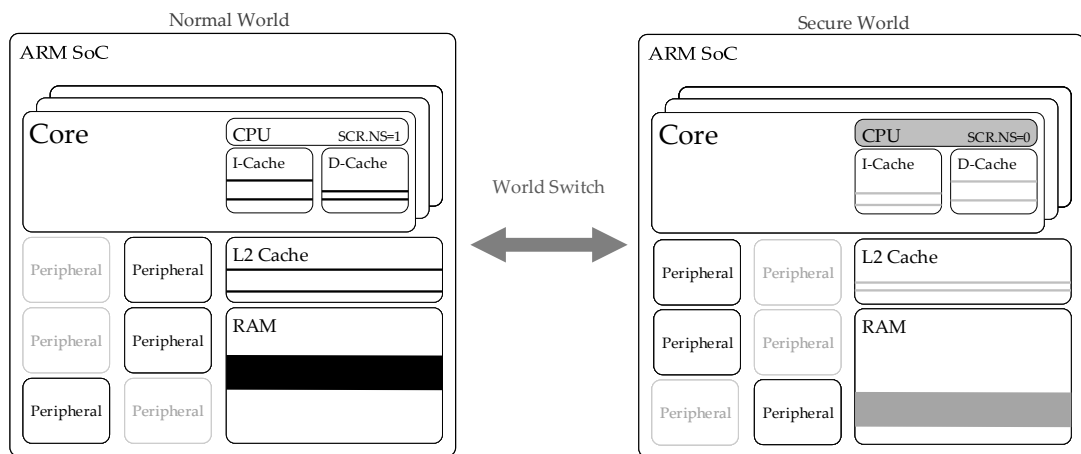 Normal World
ARM SoC
Core
CPU SCR.NS=1
I-Cache D-Cache
Peripheral Peripheral
L2 Cache
Peripheral Peripheral
RAM
Peripheral Peripheral
World Switch
Secure World
ARM SoC
Core
CPU SCR.NS=0
I-Cache D-Cache
Peripheral Peripheral
L2 Cache
Peripheral Peripheral
RAM
Peripheral Peripheral